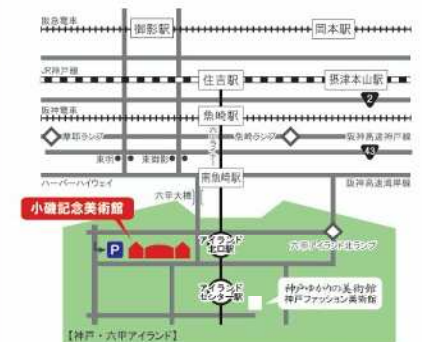 阪急電車
御影駅
岡本駅
JR神戸線
住吉駅
摂津本山駅
2
阪神電車
魚崎駅
摩耶ランプ
六甲ライナー
魚崎ランプ
阪神高速神戸線
43
東明
東御影
ハーバーハイウェイ
南魚崎駅
阪神高速湾岸線
六甲大橋
小磯記念美術館
P
アイランド
北口駅
六甲アイランド北ランプ
アイランド
センター駅
神戸ゆかりの美術館
神戸ファッション美術館
【神戸・六甲アイランド】